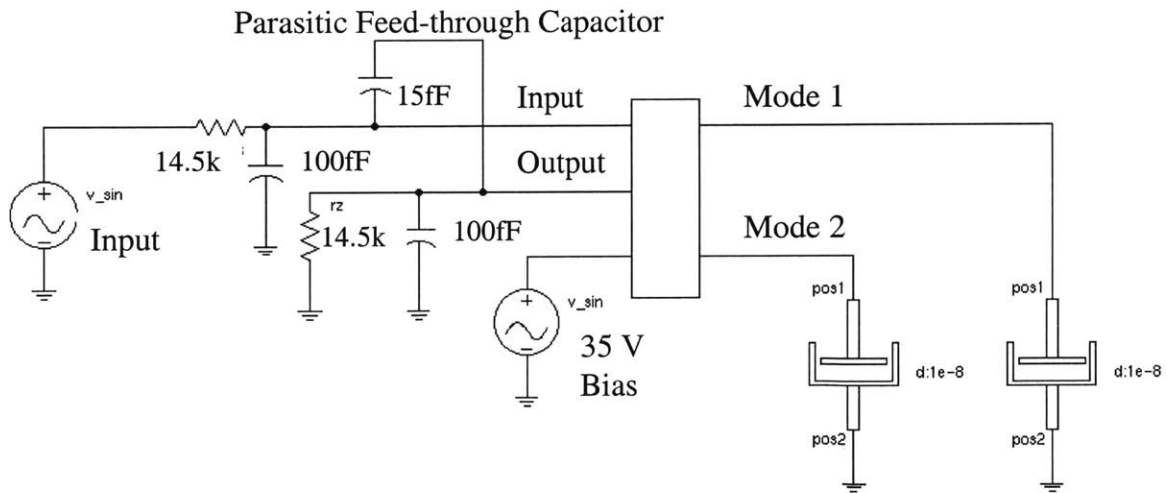 Parasitic Feed-through Capacitor
15fF
Input
Mode 1
14.5k
100fF
Output
v_sin
Input
rz
14.5k
100fF
Mode 2
v_sin
35 V
Bias
pos1
pos1
d:1e-8
d:1e-8
pos2
pos2